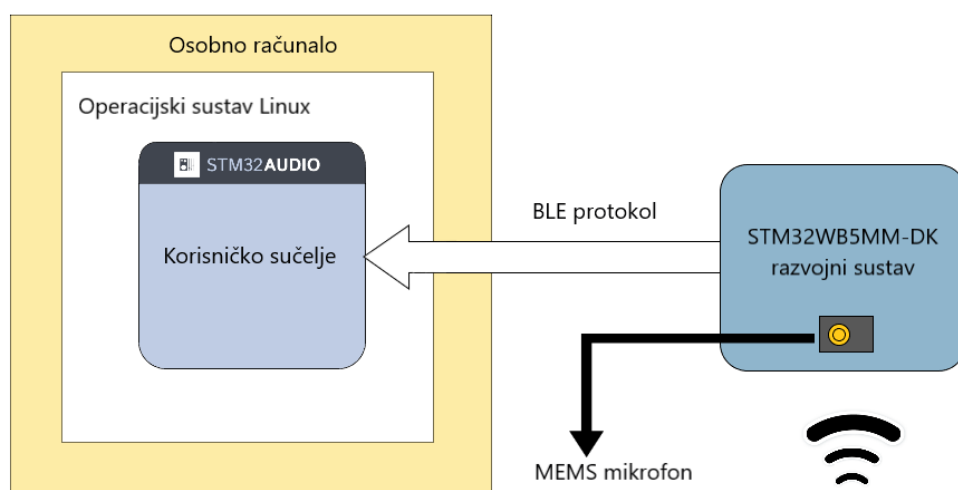 Osobno računalo
Operacijski sustav Linux
STM32AUDIO
Korisničko sučelje
BLE protokol
STM32WB5MM-DK
razvojni sustav
MEMS mikrofon